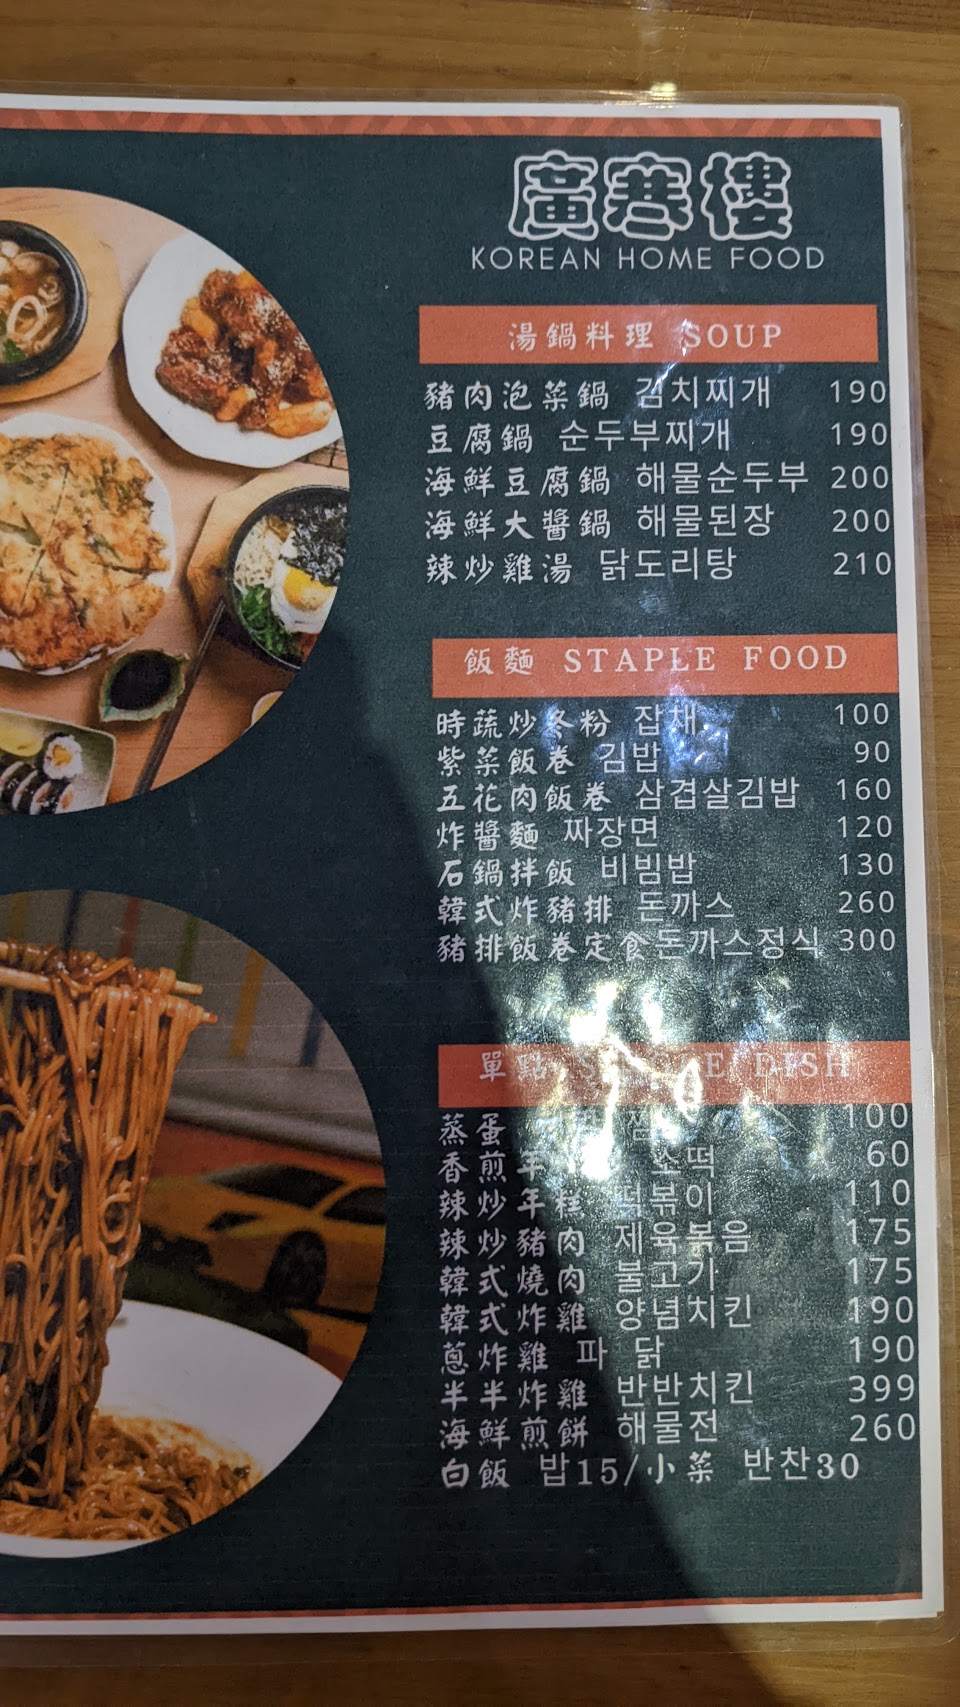 廣寒樓
KOREAN HOME FOOD
湯鍋料理 SOUP
豬肉泡菜鍋 김치찌개 190
豆腐鍋 순두부찌개 190
海鮮豆腐鍋 해물순두부 200
海鮮大醬鍋 해물된장 200
辣炒雞湯 닭도리탕 210
飯麵 STAPLE FOOD
時蔬炒冬粉 잡채 100
紫菜飯卷 김밥 90
五花肉飯卷 삼겹살김밥 160
炸醬麵 짜장면 120
石鍋拌飯 비빔밥 130
韓式炸豬排 돈까스 260
豬排飯卷定食돈까스정식 300
單點 DISH
蒸蛋 찜 100
香煎年 소떡 60
辣炒年糕 떡볶이 110
辣炒豬肉 제육볶음 175
韓式燒肉 불고기 175
韓式炸雞 양념치킨 190
蔥炸雞 파 닭 190
半半炸雞 반반치킨 399
海鮮煎餅 해물전 260
白飯 밥15/小菜 반찬30